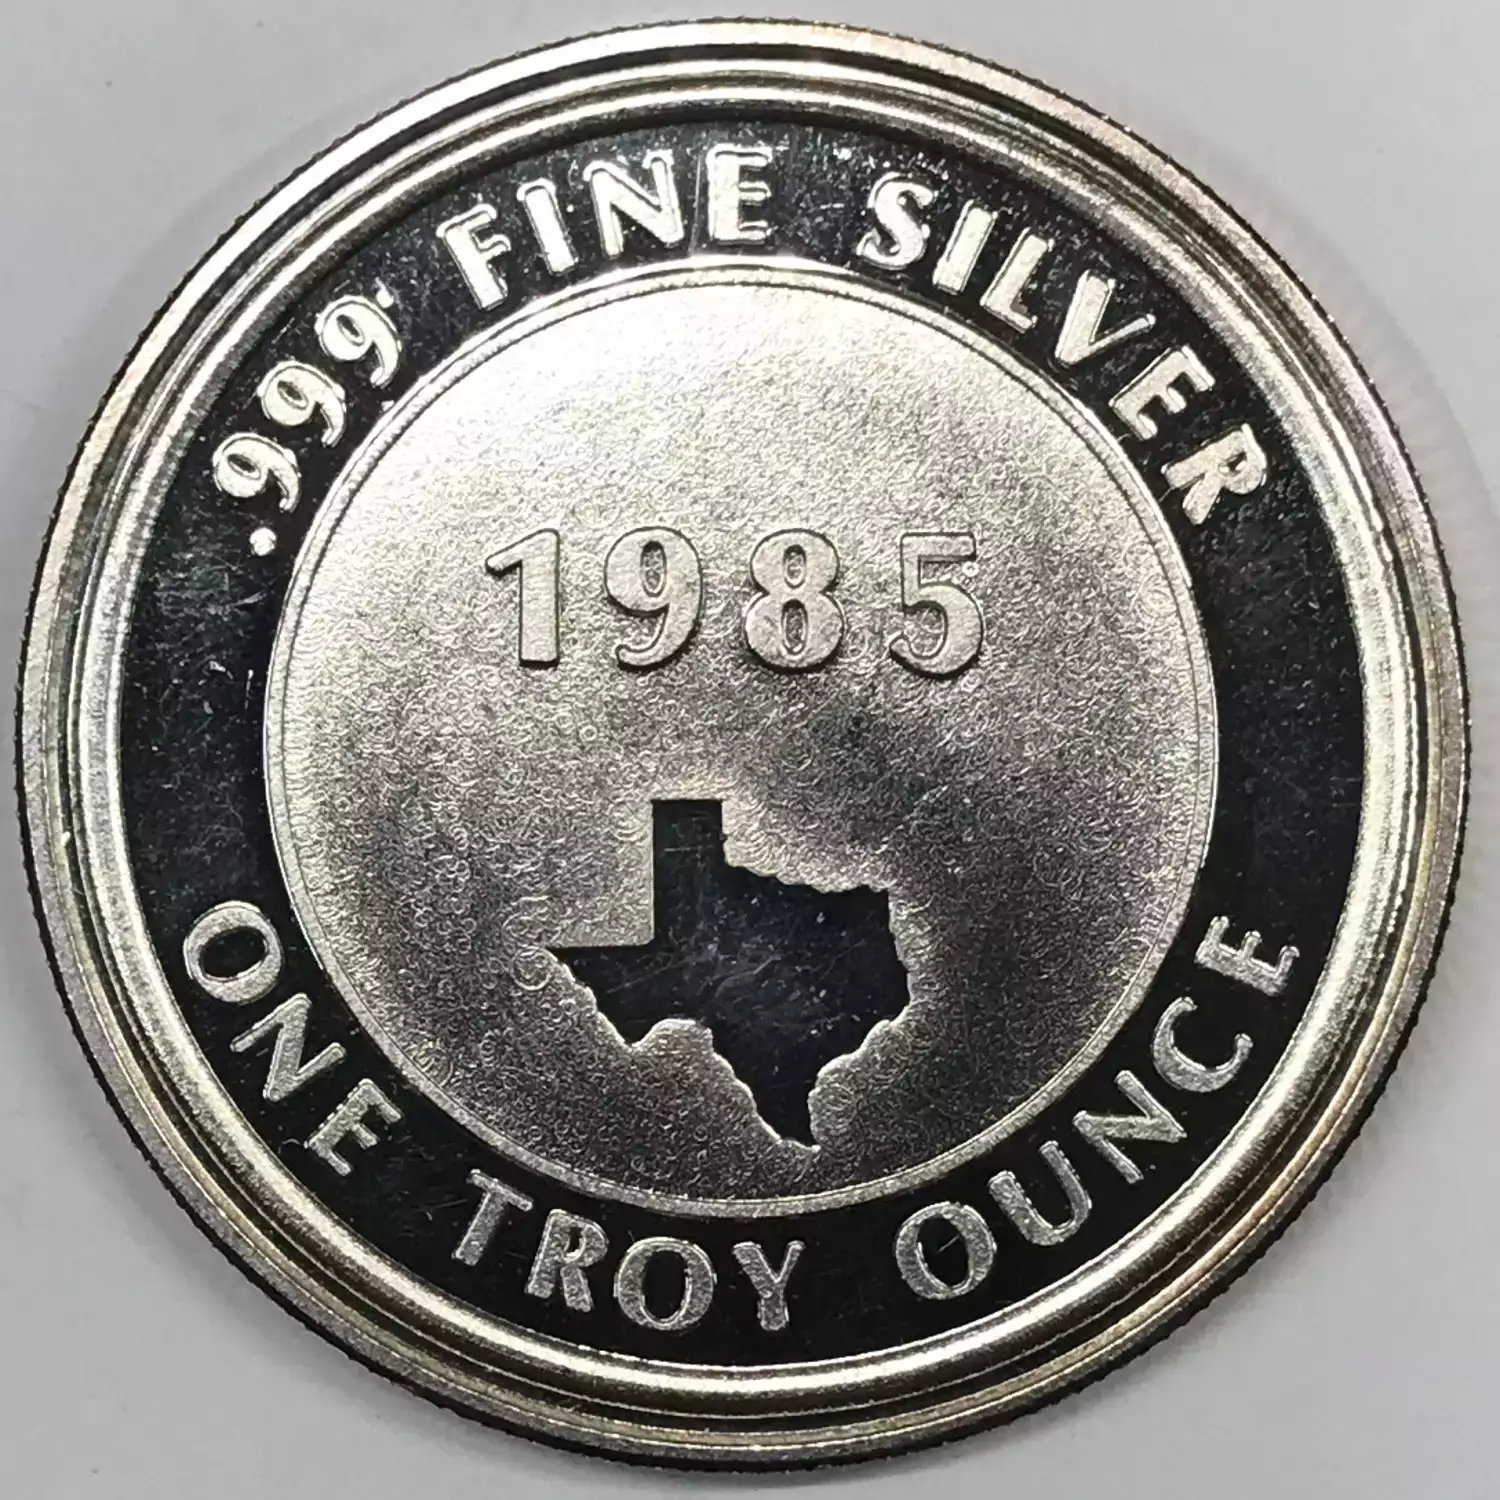 .999 FINE SILVER
1985
ONE TROY OUNCE